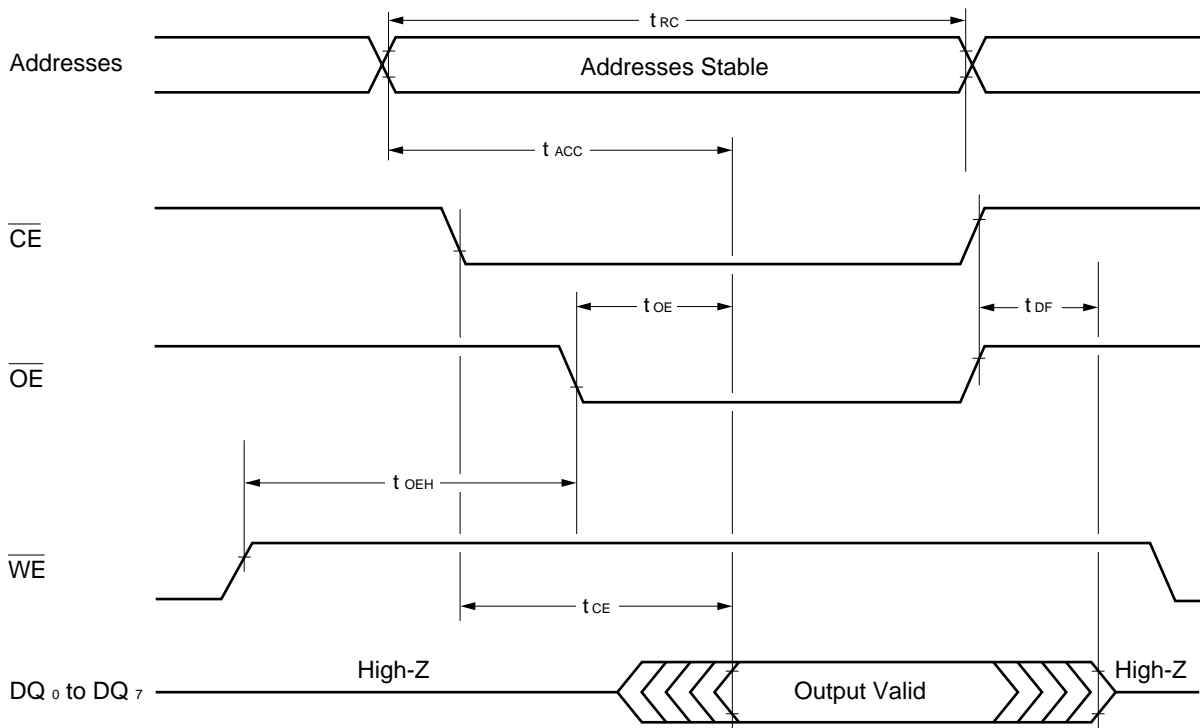 t RC
Addresses
Addresses Stable
t ACC
CE
t OE
t DF
OE
t OEH
WE
t CE
High-Z
High-Z
DQ 0 to DQ 7
Output Valid